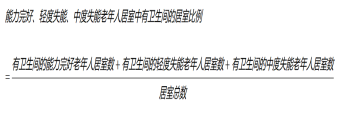 能力完好、轻度失能、中度失能老年人居室中有卫生间的居室比例
有卫生间的能力完好老年人居室数 + 有卫生间的轻度失能老年人居室数 + 有卫生间的中度失能老年人居室数
=
居室总数